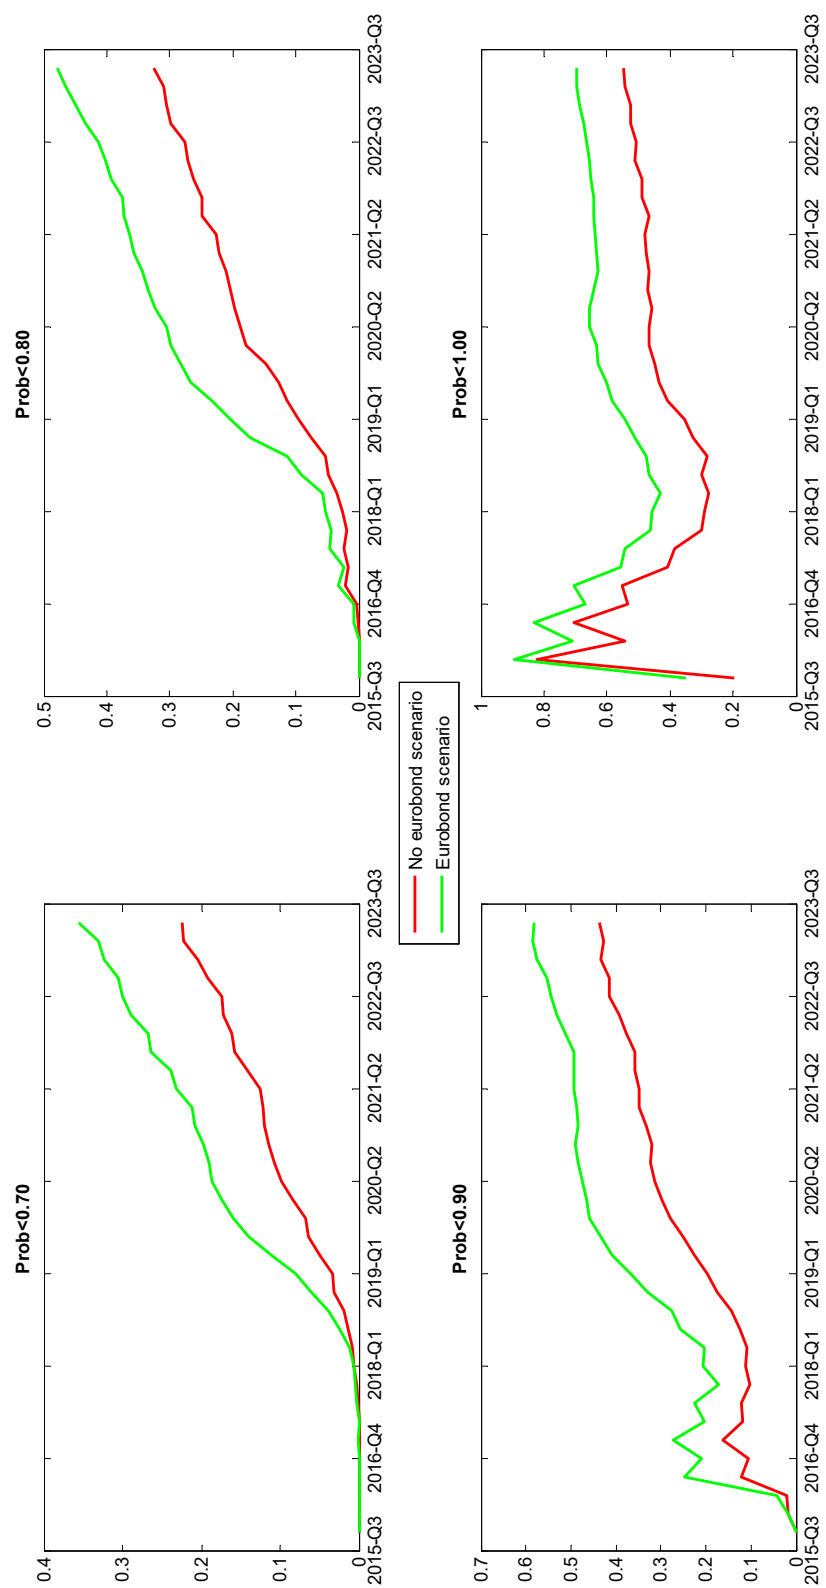 Prob<0.70
0.4
0.3
0.2
0.1
0
2015-Q3
2016-Q4
2018-Q1
2019-Q1
2020-Q2
2021-Q2
2022-Q3
2023-Q3
Prob<0.80
0.5
0.4
0.3
0.2
0.1
0
2015-Q3
2016-Q4
2018-Q1
2019-Q1
2020-Q2
2021-Q2
2022-Q3
2023-Q3
No eurobond scenario
Eurobond scenario
Prob<0.90
0.7
0.6
0.5
0.4
0.3
0.2
0.1
0
2015-Q3
2016-Q4
2018-Q1
2019-Q1
2020-Q2
2021-Q2
2022-Q3
2023-Q3
Prob<1.00
1
0.8
0.6
0.4
0.2
0
2015-Q3
2016-Q4
2018-Q1
2019-Q1
2020-Q2
2021-Q2
2022-Q3
2023-Q3